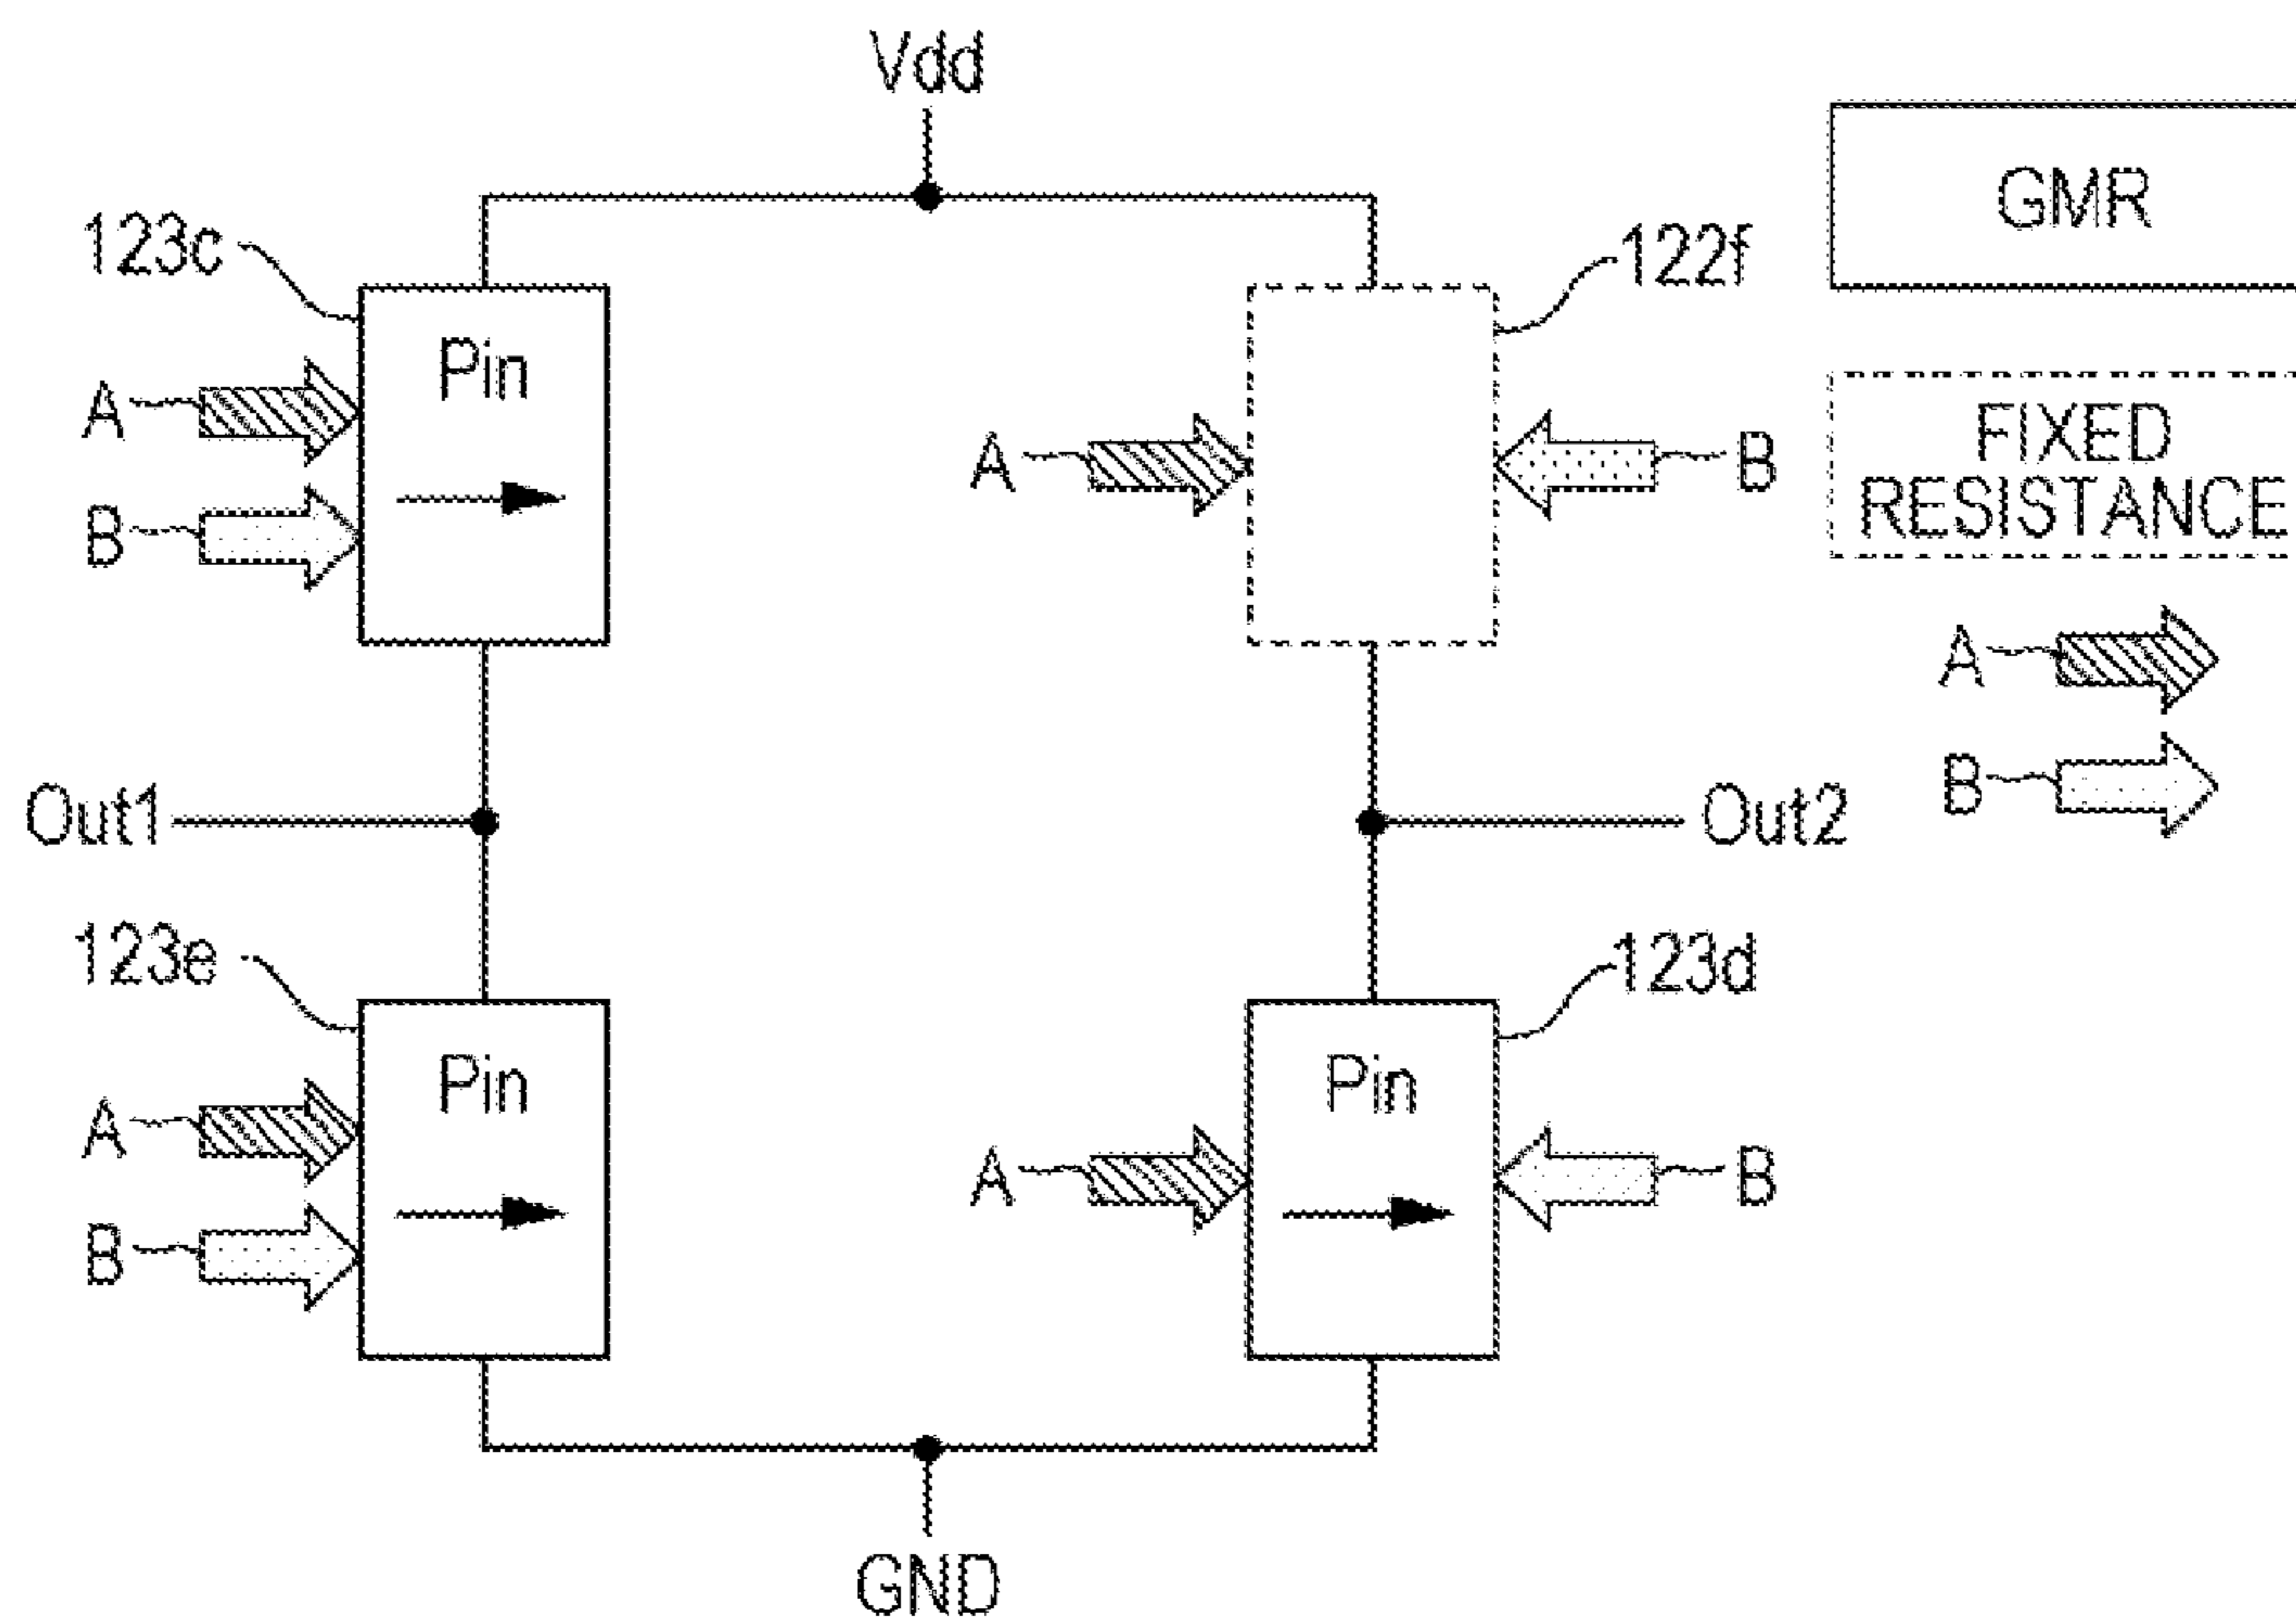 Vdd
GMR
123c
122f
Pin
A
B
A
B
FIXED
RESISTANCE
A
B
Out1
Out2
123e
123d
Pin
Pin
A
B
A
B
GND